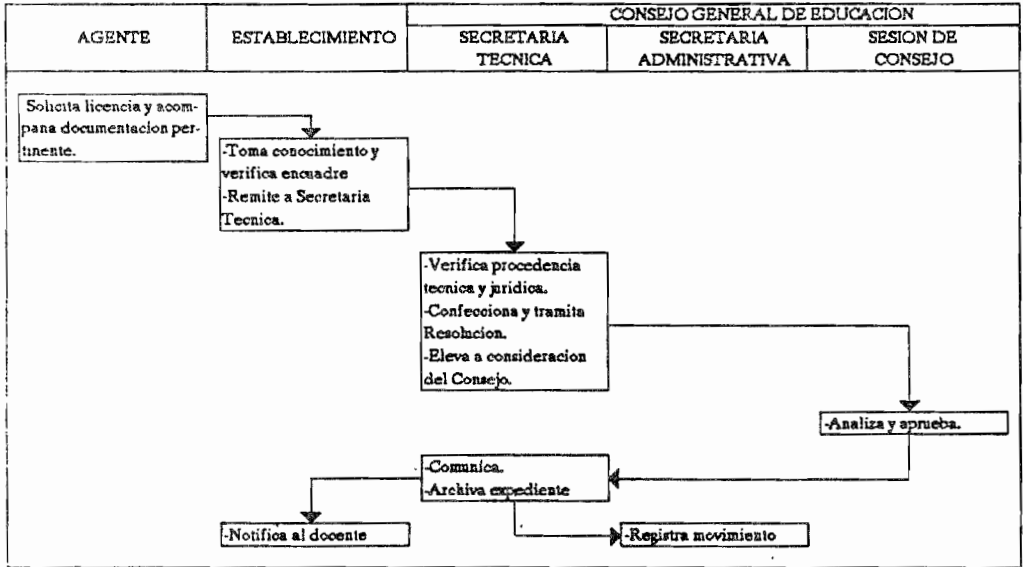 CONSEJO GENERAL DE EDUCACION
AGENTE
ESTABLECIMIENTO
SECRETARIA
TECNICA
SECRETARIA
ADMINISTRATIVA
SESION DE
CONSEJO
Solicita licencia y acom-
pana documentacion per-
tinente.
-Toma conocimiento y
verifica encuadre
-Remite a Secretaria
Tecnica.
-Verifica procedencia
tecnica y juridica.
-Confecciona y tramita
Resolucion.
-Eleva a consideracion
del Consejo.
-Analiza y aprueba.
-Comunica.
-Archiva expediente
-Notifica al docente
-Registra movimiento